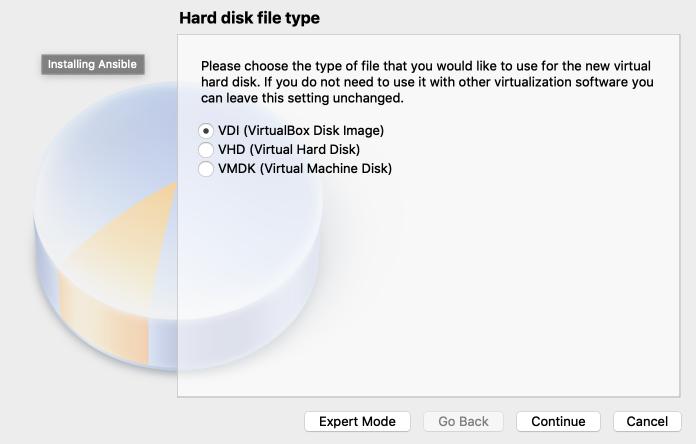 Hard disk file type
Installing Ansible
Please choose the type of file that you would like to use for the new virtual
hard disk. If you do not need to use it with other virtualization software you
can leave this setting unchanged.
VDI (VirtualBox Disk Image)
VHD (Virtual Hard Disk)
VMDK (Virtual Machine Disk)
Expert Mode
Go Back
Continue
Cancel